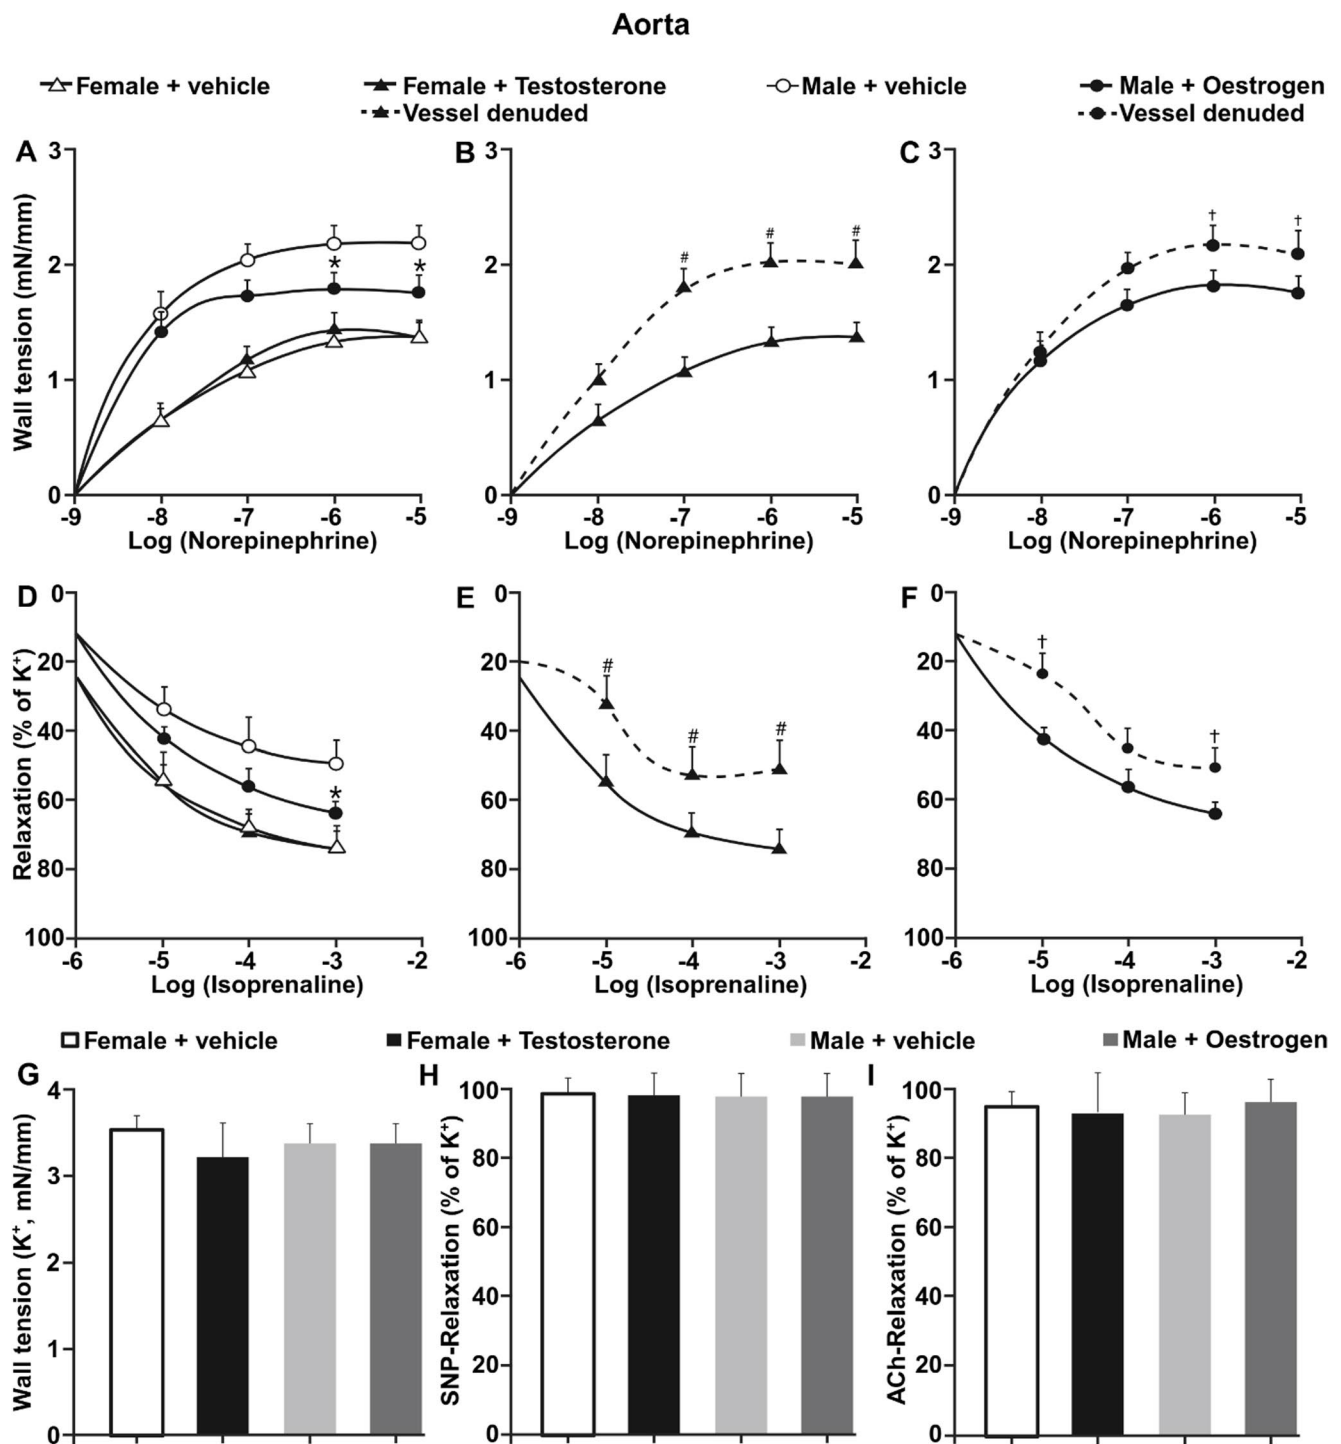 Aorta
Female + vehicle Female + Testosterone Male + vehicle Male + Oestrogen
Vessel denuded Vessel denuded
A 3 B 3 C 3
Wall tension (mN/mm)
2 2 2
* * # # # † †
1 1 1
0 0 0
-9 -8 -7 -6 -5 -9 -8 -7 -6 -5 -9 -8 -7 -6 -5
Log (Norepinephrine) Log (Norepinephrine) Log (Norepinephrine)
D 0 E 0 F 0
Relaxation (% of K⁺)
20 20 20
# # # † †
40 40 40
*
60 60 60
80 80 80
100 100 100
-6 -5 -4 -3 -2 -6 -5 -4 -3 -2 -6 -5 -4 -3 -2
Log (Isoprenaline) Log (Isoprenaline) Log (Isoprenaline)
Female + vehicle Female + Testosterone Male + vehicle Male + Oestrogen
G H I
Wall tension (K⁺, mN/mm)
4
3
2
1
0
SNP-Relaxation (% of K⁺)
100
80
60
40
20
0
ACh-Relaxation (% of K⁺)
100
80
60
40
20
0